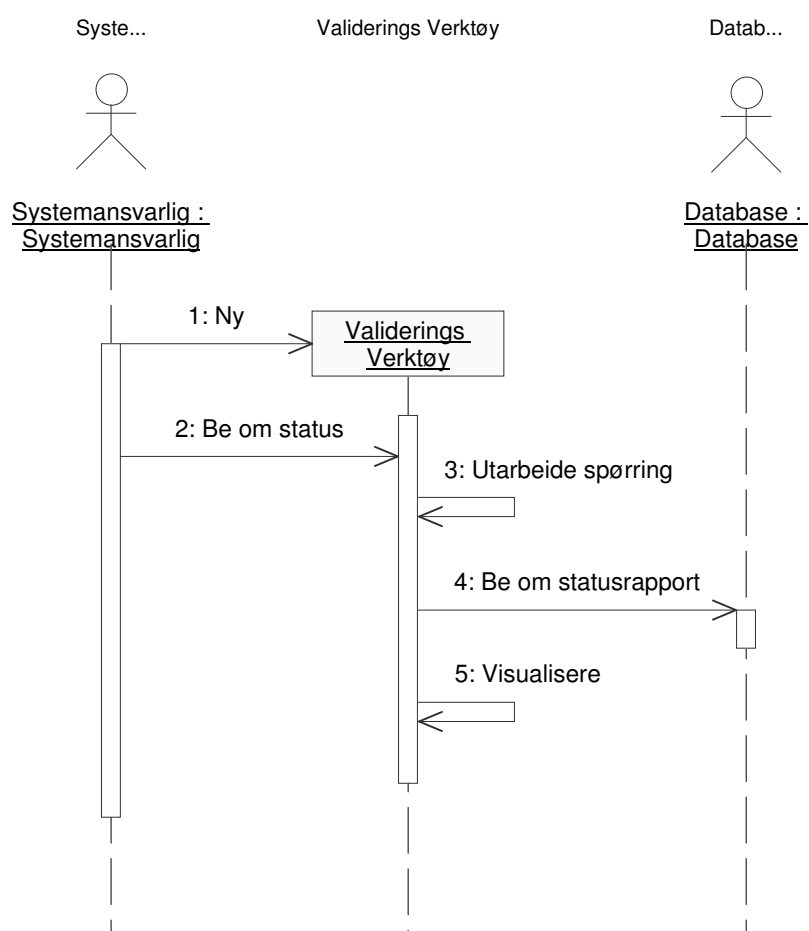 Syste...
Validerings Verktøy
Datab...
Systemansvarlig :
Systemansvarlig
Database :
Database
1: Ny
Validerings
Verktøy
2: Be om status
3: Utarbeide spørring
4: Be om statusrapport
5: Visualisere